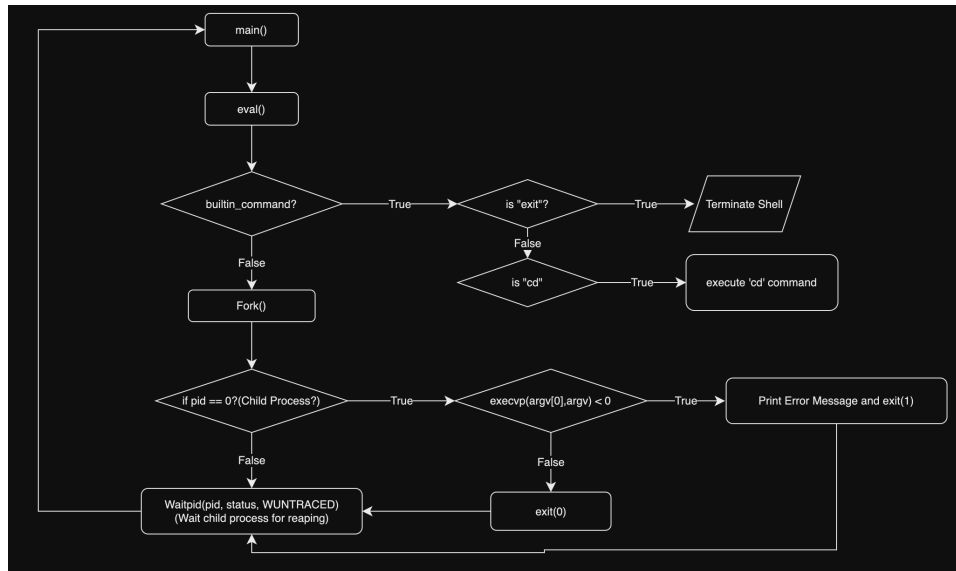 main()
eval()
builtin_command?
True
is "exit"?
True
Terminate Shell
False
is "cd"
True
execute 'cd' command
False
Fork()
if pid == 0?(Child Process?)
True
execvp(argv[0],argv) < 0
True
Print Error Message and exit(1)
False
False
Waitpid(pid, status, WUNTRACED)
(Wait child process for reaping)
exit(0)